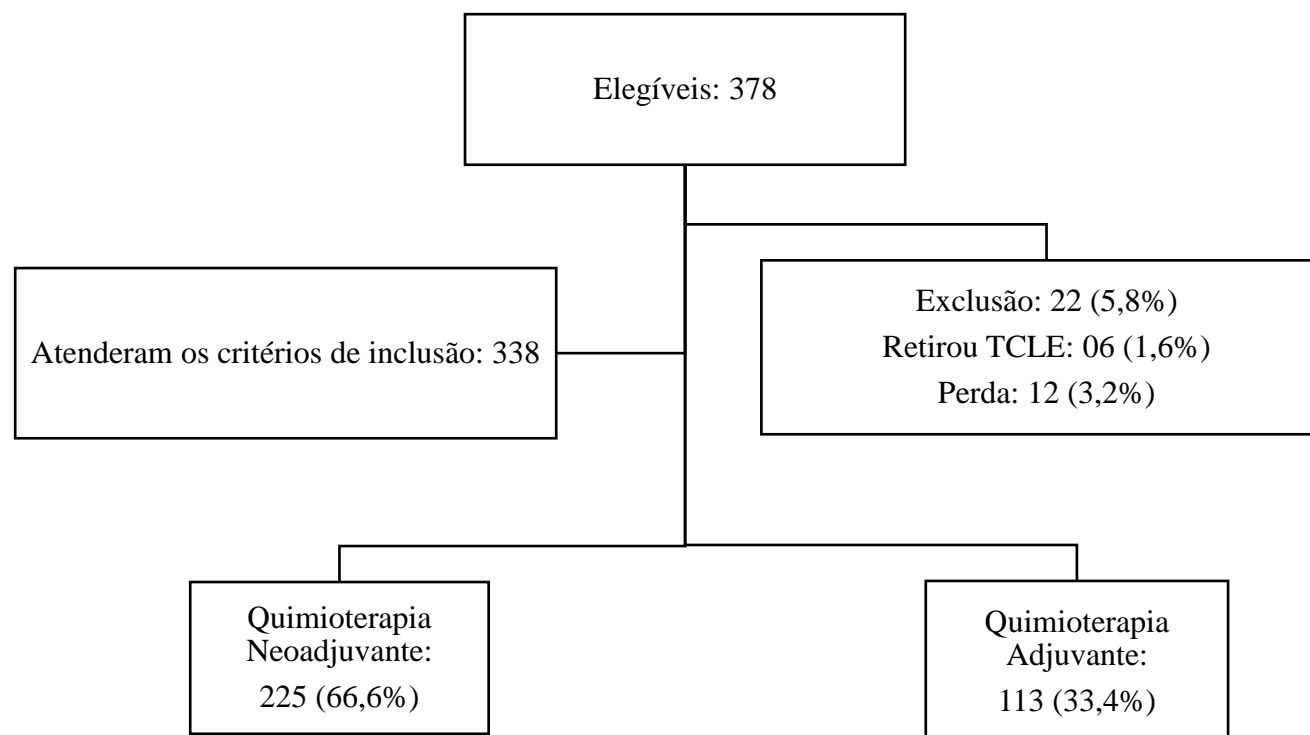 Elegíveis: 378
Exclusão: 22 (5,8%)
Retirou TCLE: 06 (1,6%)
Perda: 12 (3,2%)
Atenderam os critérios de inclusão: 338
Quimioterapia
Neoadjuvante:
225 (66,6%)
Quimioterapia
Adjuvante:
113 (33,4%)